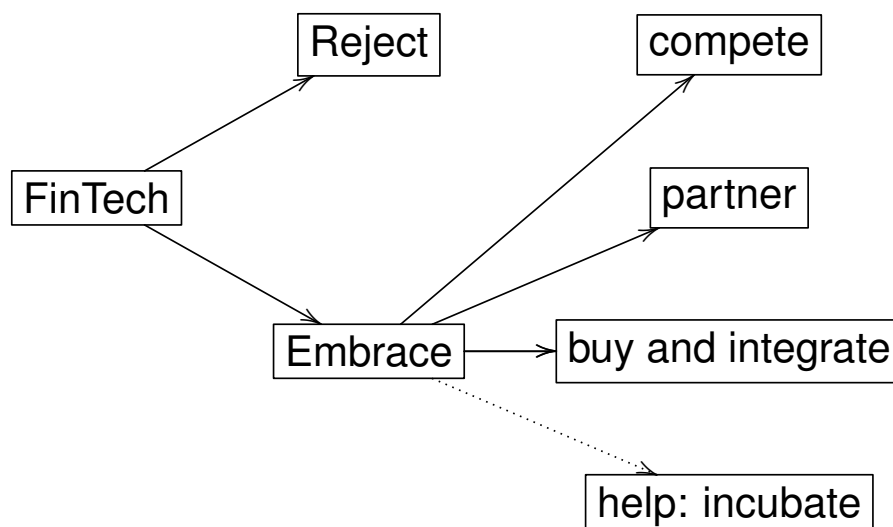 Reject
compete
FinTech
partner
Embrace
buy and integrate
help: incubate